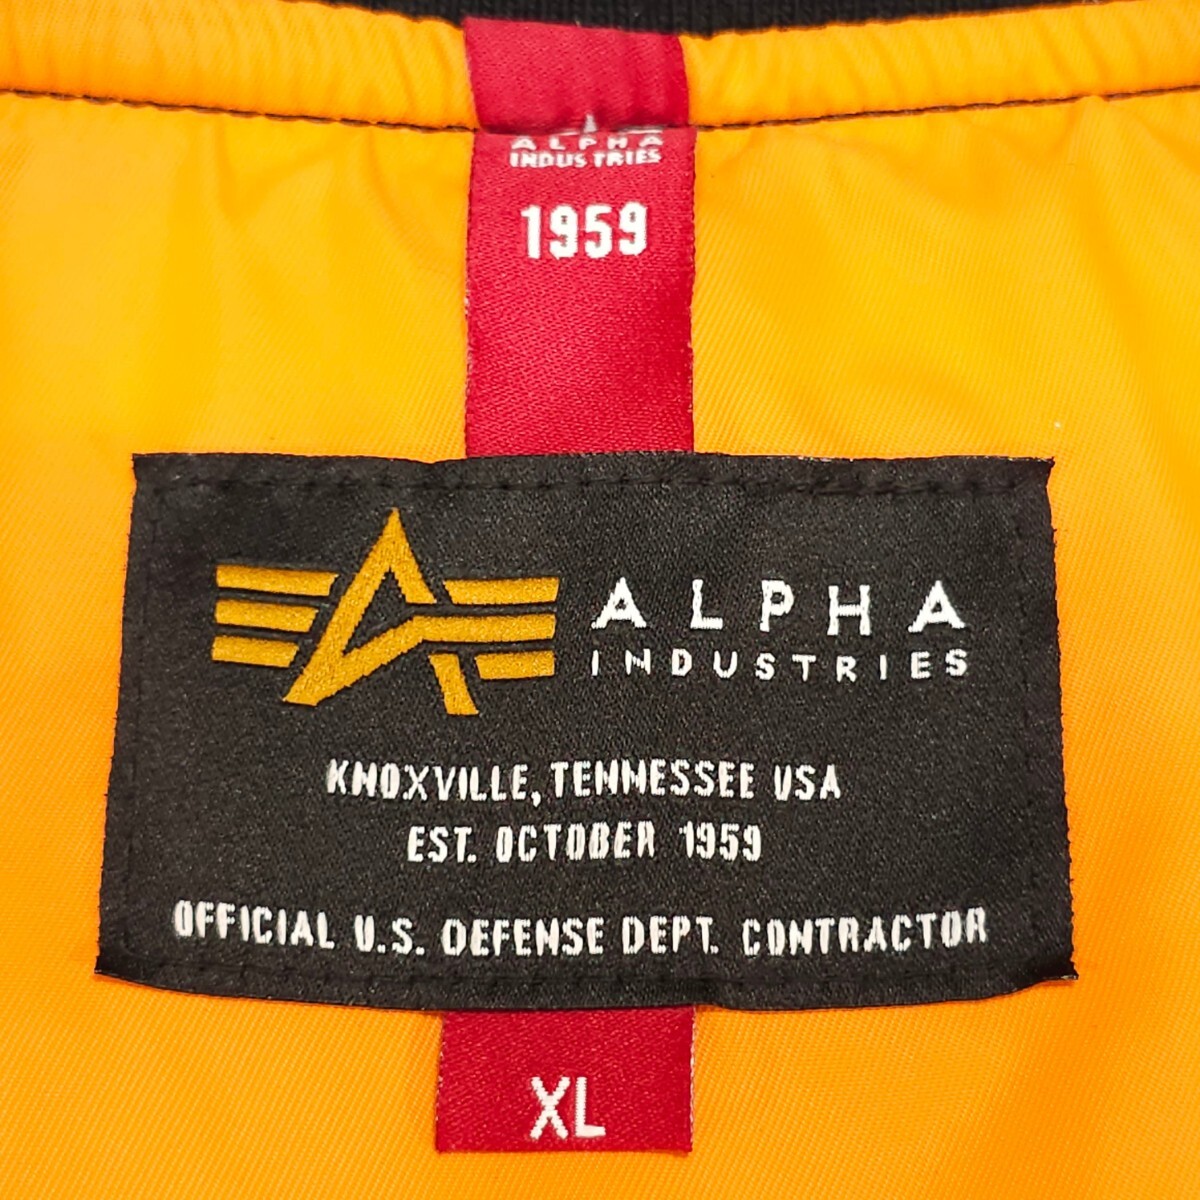 ALPHA
INDUSTRIES
1959
ALPHA
INDUSTRIES
KNOXVILLE, TENNESSEE USA
EST. OCTOBER 1959
OFFICIAL U.S. DEFENSE DEPT. CONTRACTOR
XL